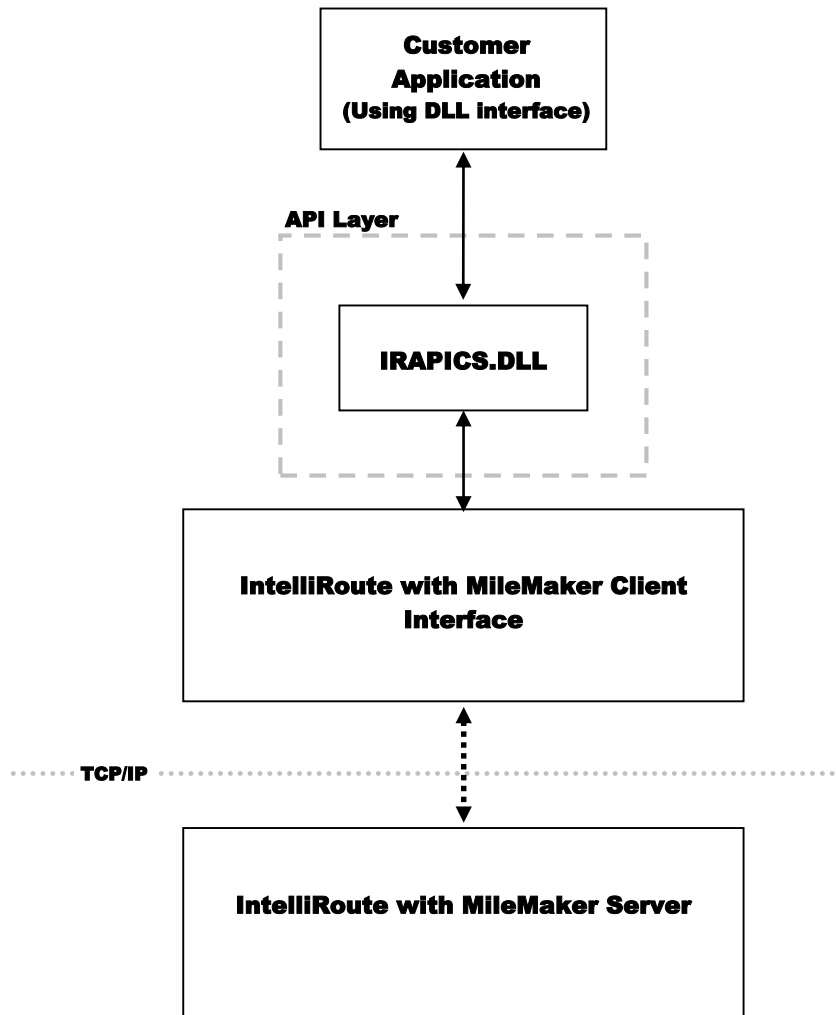 Customer
Application
(Using DLL interface)
API Layer
IRAPICS.DLL
IntelliRoute with MileMaker Client
Interface
TCP/IP
IntelliRoute with MileMaker Server